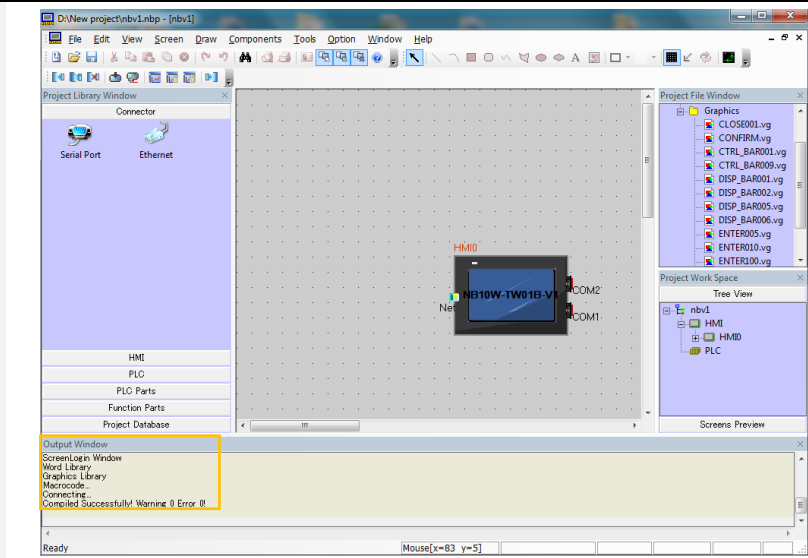 D:\New project\nbv1.nbp - [nbv1]
File Edit View Screen Draw Components Tools Option Window Help
Project Library Window
Connector
Serial Port Ethernet
HMI
PLC
PLC Parts
Function Parts
Project Database
HMI0
NB10W-TW01B-V1
COM2
Net
COM1
Project File Window
Graphics
CLOSE001.vg
CONFIRM.vg
CTRL_BAR001.vg
CTRL_BAR009.vg
DISP_BAR001.vg
DISP_BAR002.vg
DISP_BAR005.vg
DISP_BAR006.vg
ENTER005.vg
ENTER010.vg
ENTER100.vg
Project Work Space
Tree View
nbv1
HMI
HMI0
PLC
Screens Preview
Output Window
ScreenLogin Window
Word Library
Graphics Library
Macrocode...
Connecting...
Compiled Successfully! Warning 0 Error 0!
Ready
Mouse[x=83 y=5]